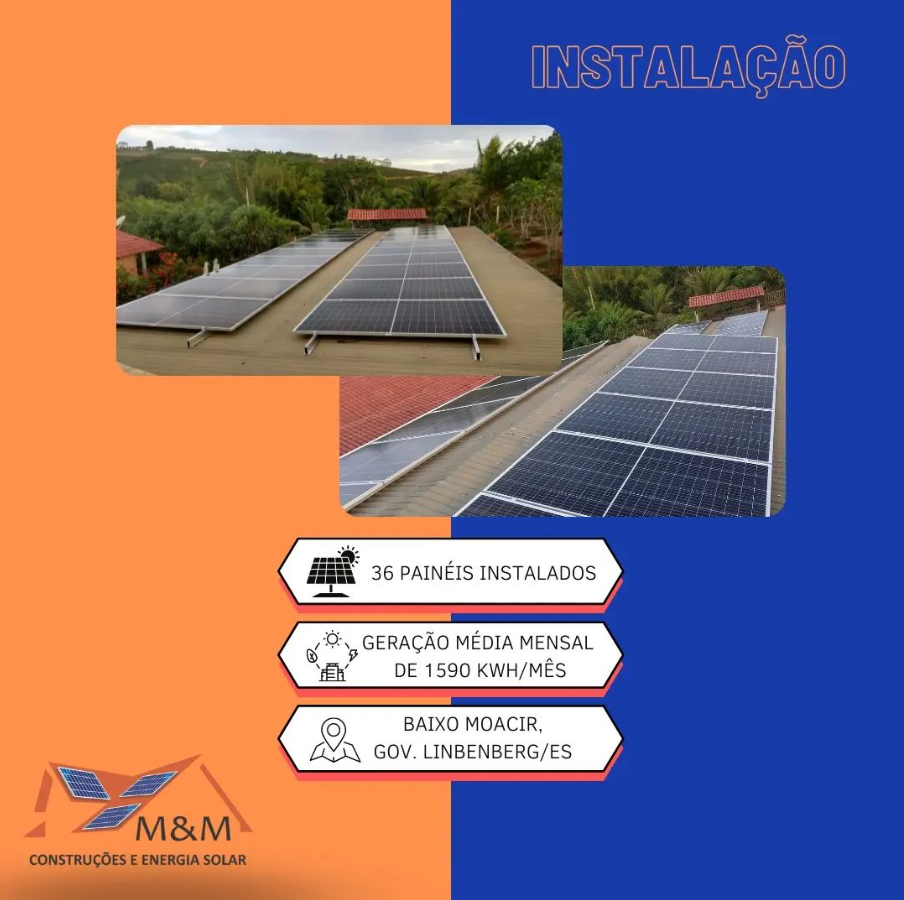 INSTALAÇÃO
36 PAINÉIS INSTALADOS
GERAÇÃO MÉDIA MENSAL
DE 1590 KWH/MÊS
BAIXO MOACIR,
GOV. LINBENBERG/ES
M&M
CONSTRUÇÕES E ENERGIA SOLAR